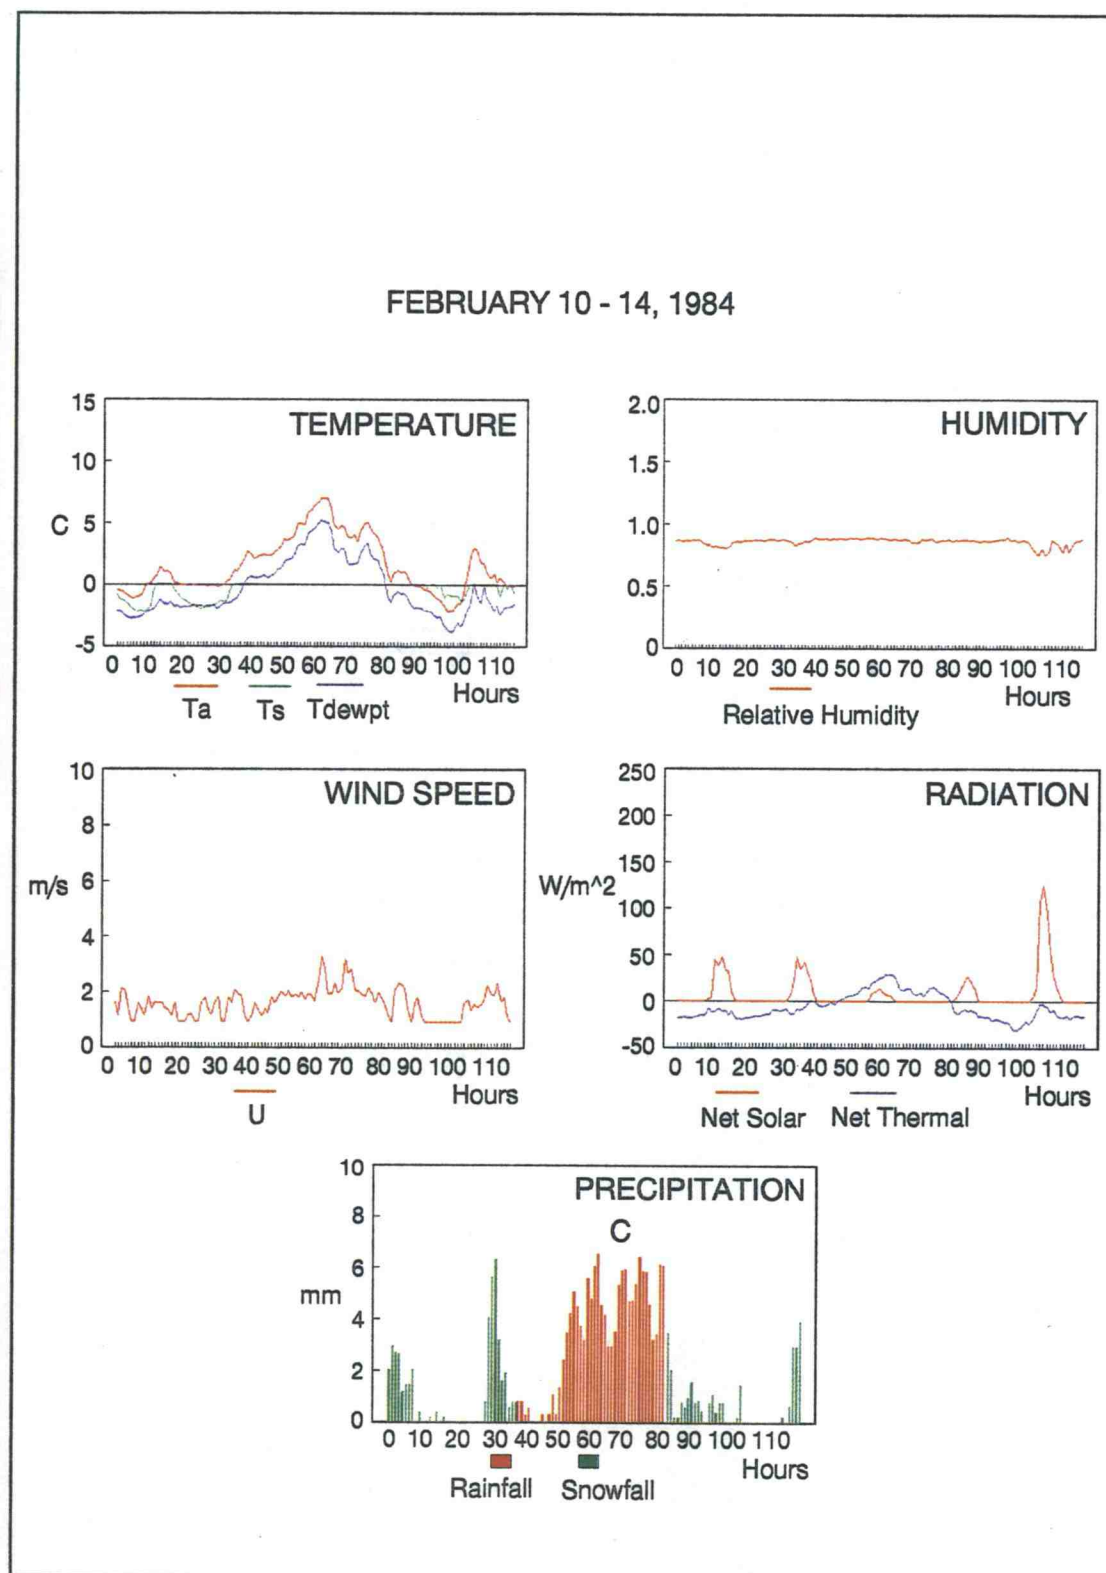 FEBRUARY 10 - 14, 1984
TEMPERATURE
15
10
C
5
0
-5
0 10 20 30 40 50 60 70 80 90 100 110
Hours
Ta Ts Tdewpt
HUMIDITY
2.0
1.5
1.0
0.5
0
0 10 20 30 40 50 60 70 80 90 100 110
Hours
Relative Humidity
WIND SPEED
10
8
m/s
6
4
2
0
0 10 20 30 40 50 60 70 80 90 100 110
Hours
U
RADIATION
250
200
150
W/m^2
100
50
0
-50
0 10 20 30 40 50 60 70 80 90 100 110
Hours
Net Solar Net Thermal
PRECIPITATION
C
10
8
6
mm
4
2
0
0 10 20 30 40 50 60 70 80 90 100 110
Hours
Rainfall Snowfall